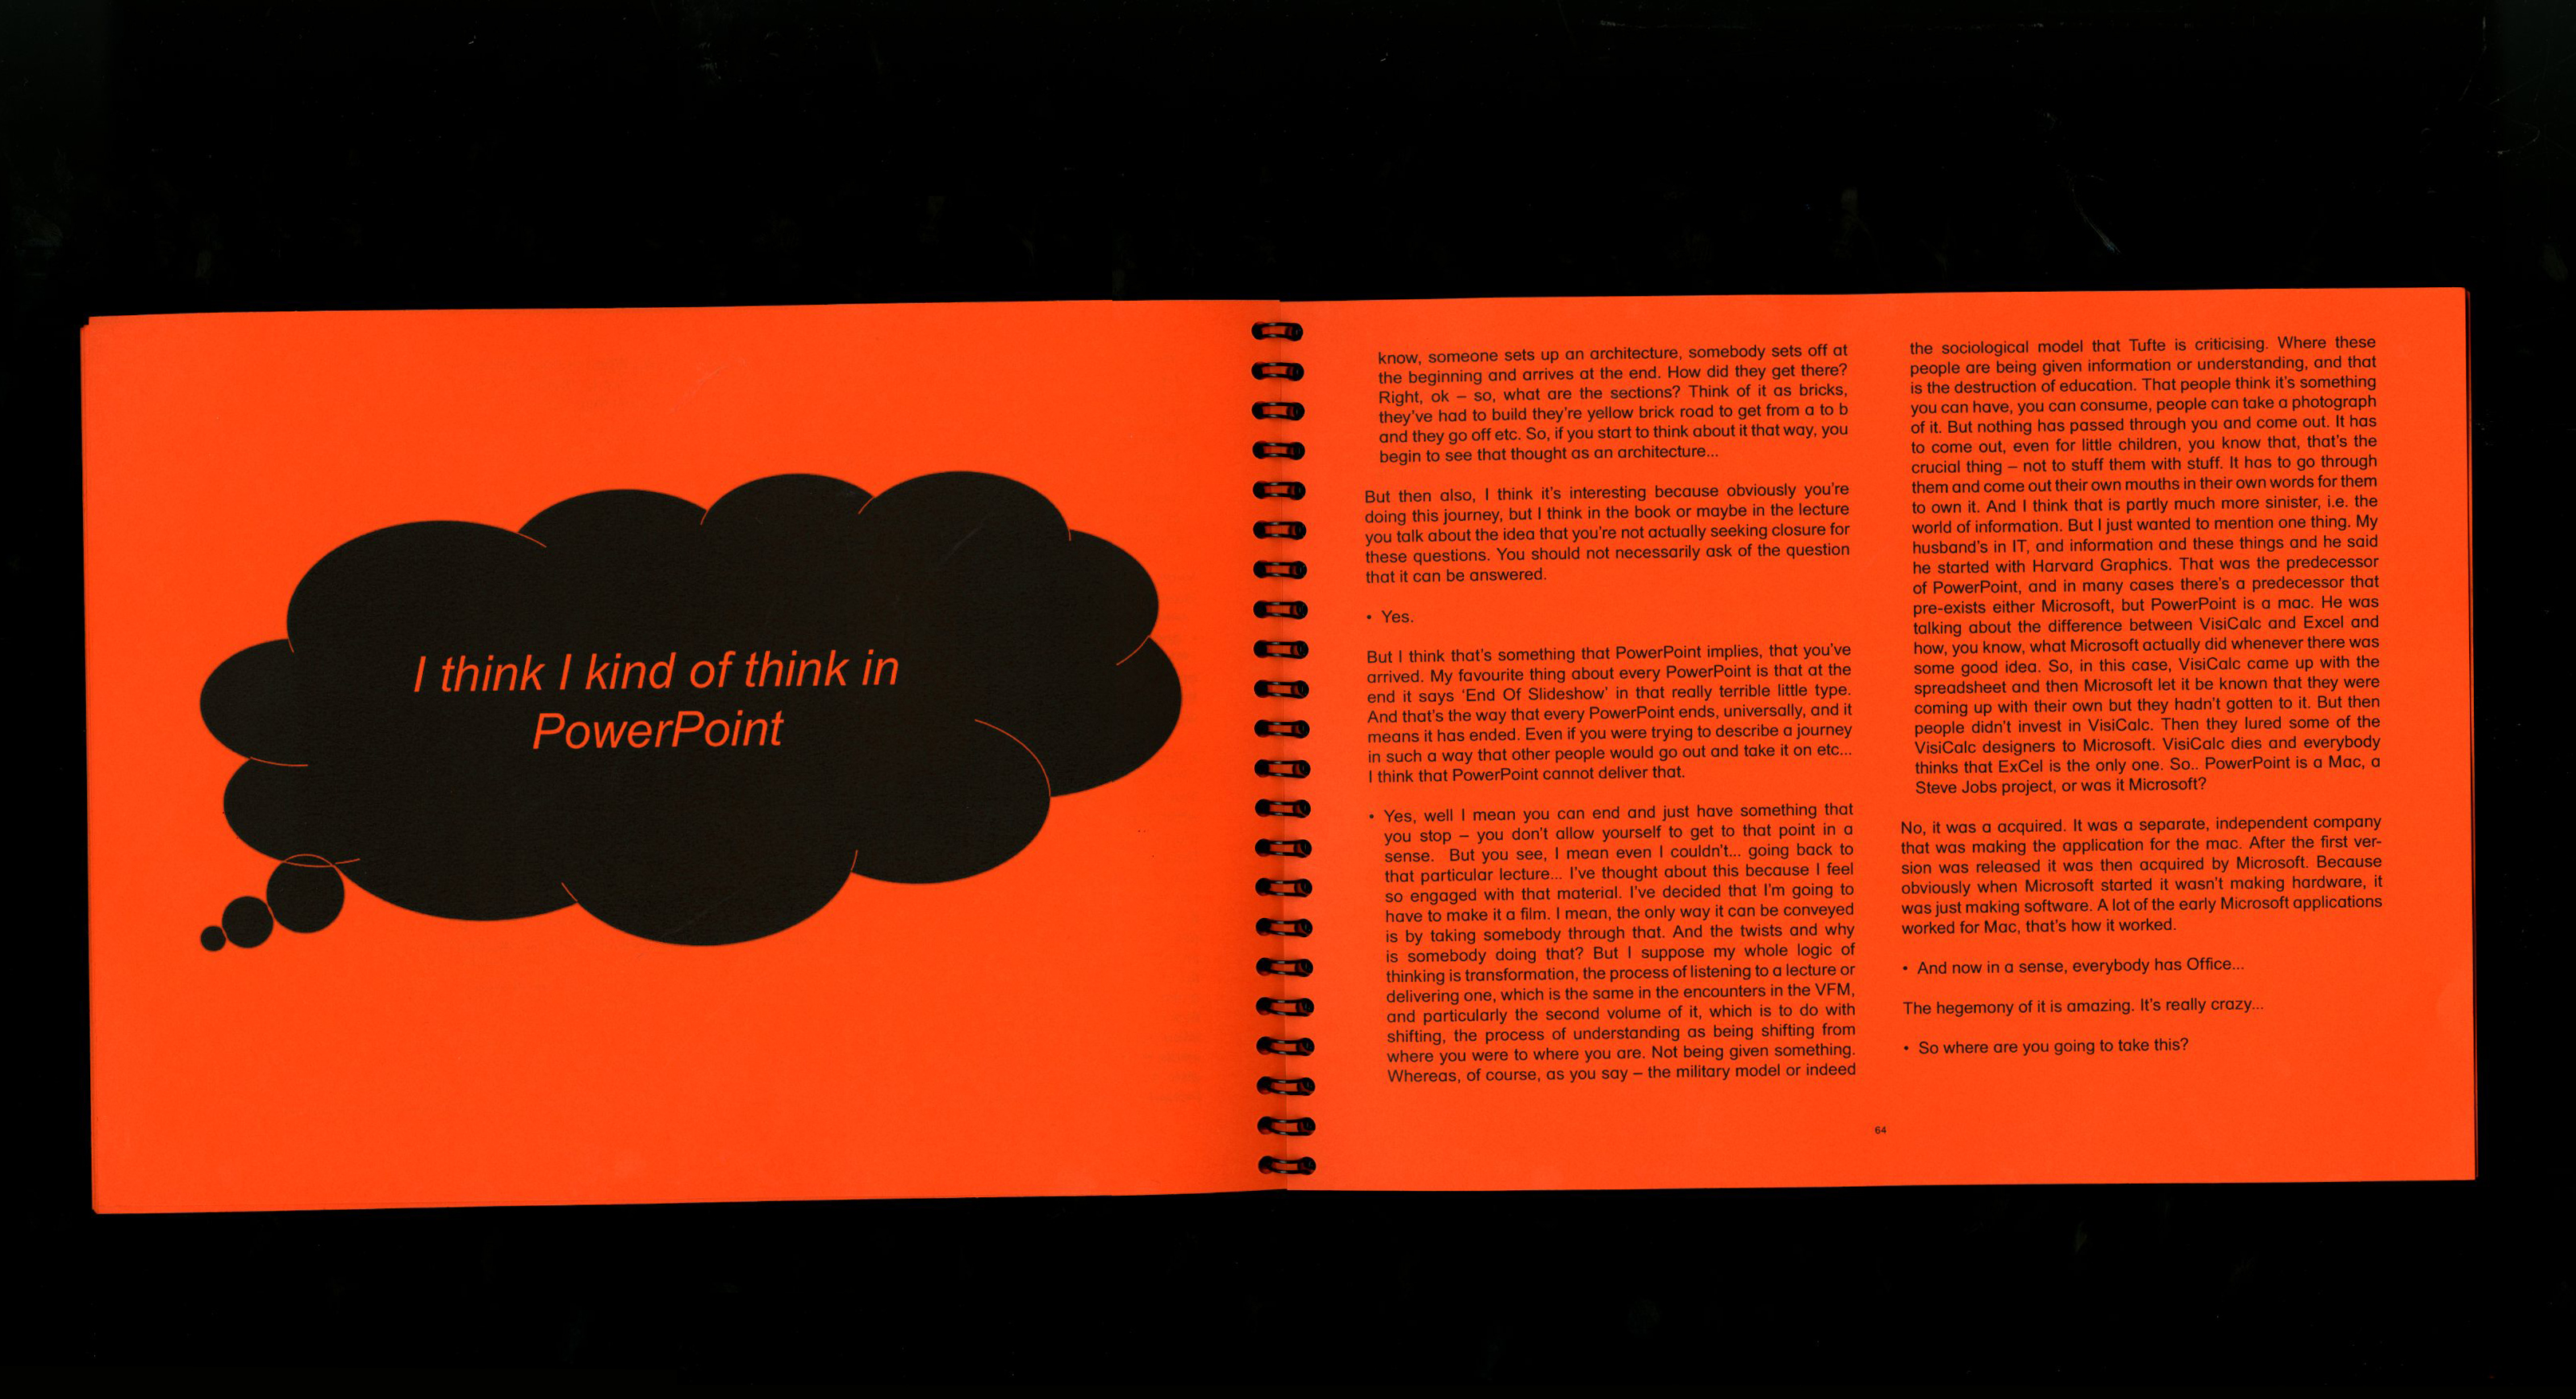 I think I kind of think in
PowerPoint
know, someone sets up an architecture, somebody sets off at
the beginning and arrives at the end. How did they get there?
Right, ok – so, what are the sections? Think of it as bricks,
they've had to build they're yellow brick road to get from a to b
and they go off etc. So, if you start to think about it that way, you
begin to see that thought as an architecture...
But then also, I think it's interesting because obviously you're
doing this journey, but I think in the book or maybe in the lecture
you talk about the idea that you're not actually seeking closure for
these questions. You should not necessarily ask of the question
that it can be answered.
• Yes.
But I think that's something that PowerPoint implies, that you've
arrived. My favourite thing about every PowerPoint is that at the
end it says 'End Of Slideshow' in that really terrible little type.
And that's the way that every PowerPoint ends, universally, and it
means it has ended. Even if you were trying to describe a journey
in such a way that other people would go out and take it on etc...
I think that PowerPoint cannot deliver that.
• Yes, well I mean you can end and just have something that
you stop – you don't allow yourself to get to that point in a
sense. But you see, I mean even I couldn't... going back to
that particular lecture... I've thought about this because I feel
so engaged with that material. I've decided that I'm going to
have to make it a film. I mean, the only way it can be conveyed
is by taking somebody through that. And the twists and why
is somebody doing that? But I suppose my whole logic of
thinking is transformation, the process of listening to a lecture or
delivering one, which is the same in the encounters in the VFM,
and particularly the second volume of it, which is to do with
shifting, the process of understanding as being shifting from
where you were to where you are. Not being given something.
Whereas, of course, as you say – the military model or indeed
the sociological model that Tufte is criticising. Where these
people are being given information or understanding, and that
is the destruction of education. That people think it's something
you can have, you can consume, people can take a photograph
of it. But nothing has passed through you and come out. It has
to come out, even for little children, you know that, that's the
crucial thing – not to stuff them with stuff. It has to go through
them and come out their own mouths in their own words for them
to own it. And I think that is partly much more sinister, i.e. the
world of information. But I just wanted to mention one thing. My
husband's in IT, and information and these things and he said
he started with Harvard Graphics. That was the predecessor
of PowerPoint, and in many cases there's a predecessor that
pre-exists either Microsoft, but PowerPoint is a mac. He was
talking about the difference between VisiCalc and Excel and
how, you know, what Microsoft actually did whenever there was
some good idea. So, in this case, VisiCalc came up with the
spreadsheet and then Microsoft let it be known that they were
coming up with their own but they hadn't gotten to it. But then
people didn't invest in VisiCalc. Then they lured some of the
VisiCalc designers to Microsoft. VisiCalc dies and everybody
thinks that ExCel is the only one. So.. PowerPoint is a Mac, a
Steve Jobs project, or was it Microsoft?
No, it was a acquired. It was a separate, independent company
that was making the application for the mac. After the first ver-
sion was released it was then acquired by Microsoft. Because
obviously when Microsoft started it wasn't making hardware, it
was just making software. A lot of the early Microsoft applications
worked for Mac, that's how it worked.
• And now in a sense, everybody has Office...
The hegemony of it is amazing. It's really crazy...
• So where are you going to take this?
64